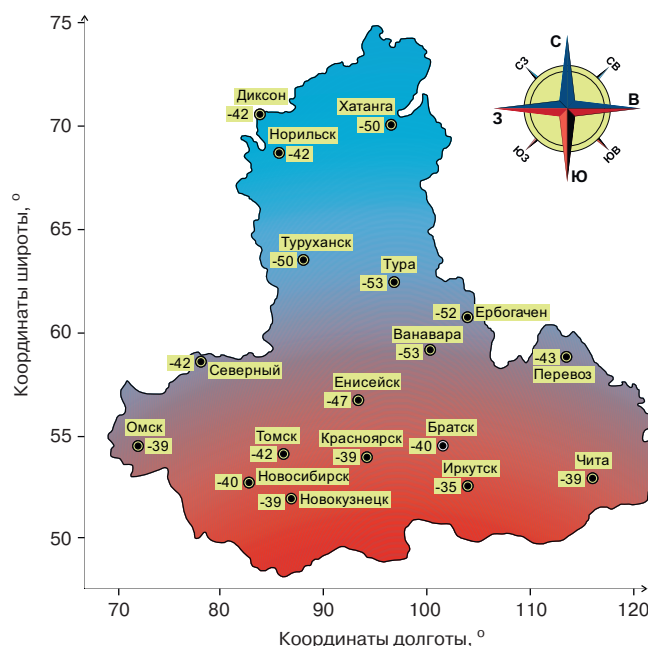 75
С
СЗ
СВ
З
В
ЮЗ
ЮВ
Ю
Диксон
-42
Хатанга
-50
70
Норильск
-42
65
Туруханск
-50
Тура
-53
-52
Ербогачен
60
Ванавара
-53
-43
Перевоз
-42
Северный
Енисейск
-47
55
Омск
-39
Томск
-42
Красноярск
-39
Братск
-40
Чита
-39
-40
Новосибирск
Иркутск
-35
-39
Новокузнецк
50
70 80 90 100 110 120
Координаты широты, °
Координаты долготы, °